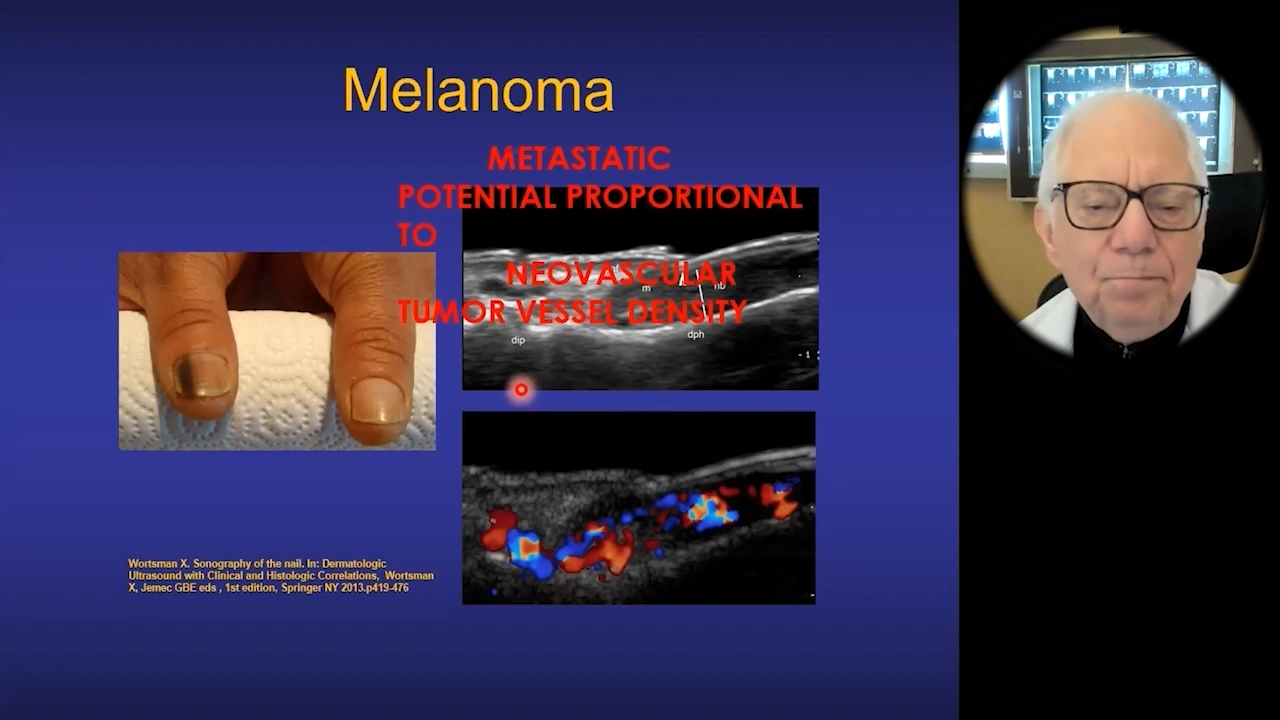 Melanoma
METASTATIC
POTENTIAL PROPORTIONAL
TO
NEOVASCULAR
TUMOR VESSEL DENSITY
m
nb
dip
dph
- 1
Wortsman X. Sonography of the nail. In: Dermatologic
Ultrasound with Clinical and Histologic Correlations, Wortsman
X, Jemec GBE eds , 1st edition, Springer NY 2013.p419-476